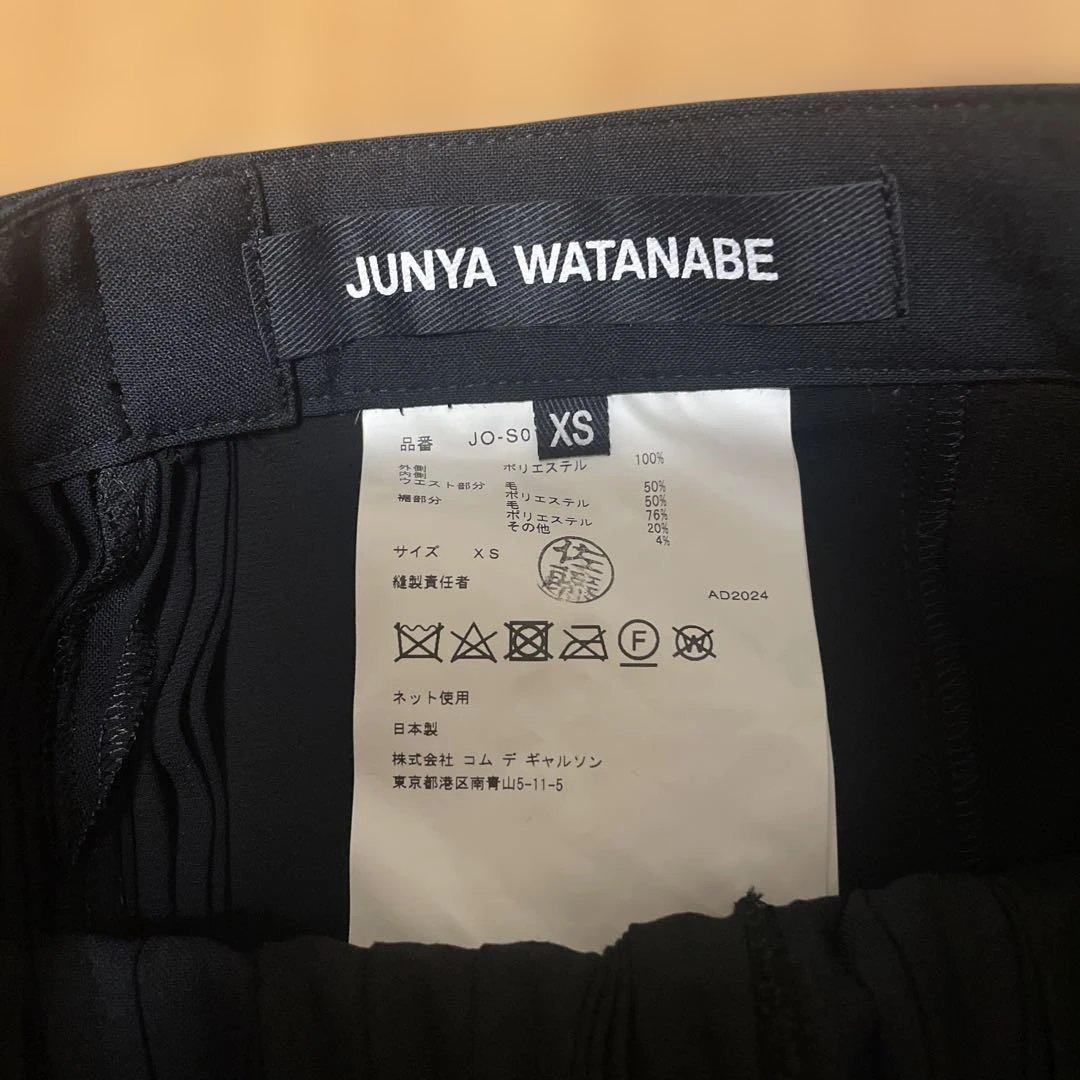 JUNYA WATANABE
XS
品番 JO-S0
外側 ポリエステル 100%
内側
ウエスト部分 毛 50%
ポリエステル 50%
裾部分 毛 76%
ポリエステル 20%
その他 4%
サイズ XS
縫製責任者 佐藤
AD2024
F
W
ネット使用
日本製
株式会社 コム デ ギャルソン
東京都港区南青山5-11-5